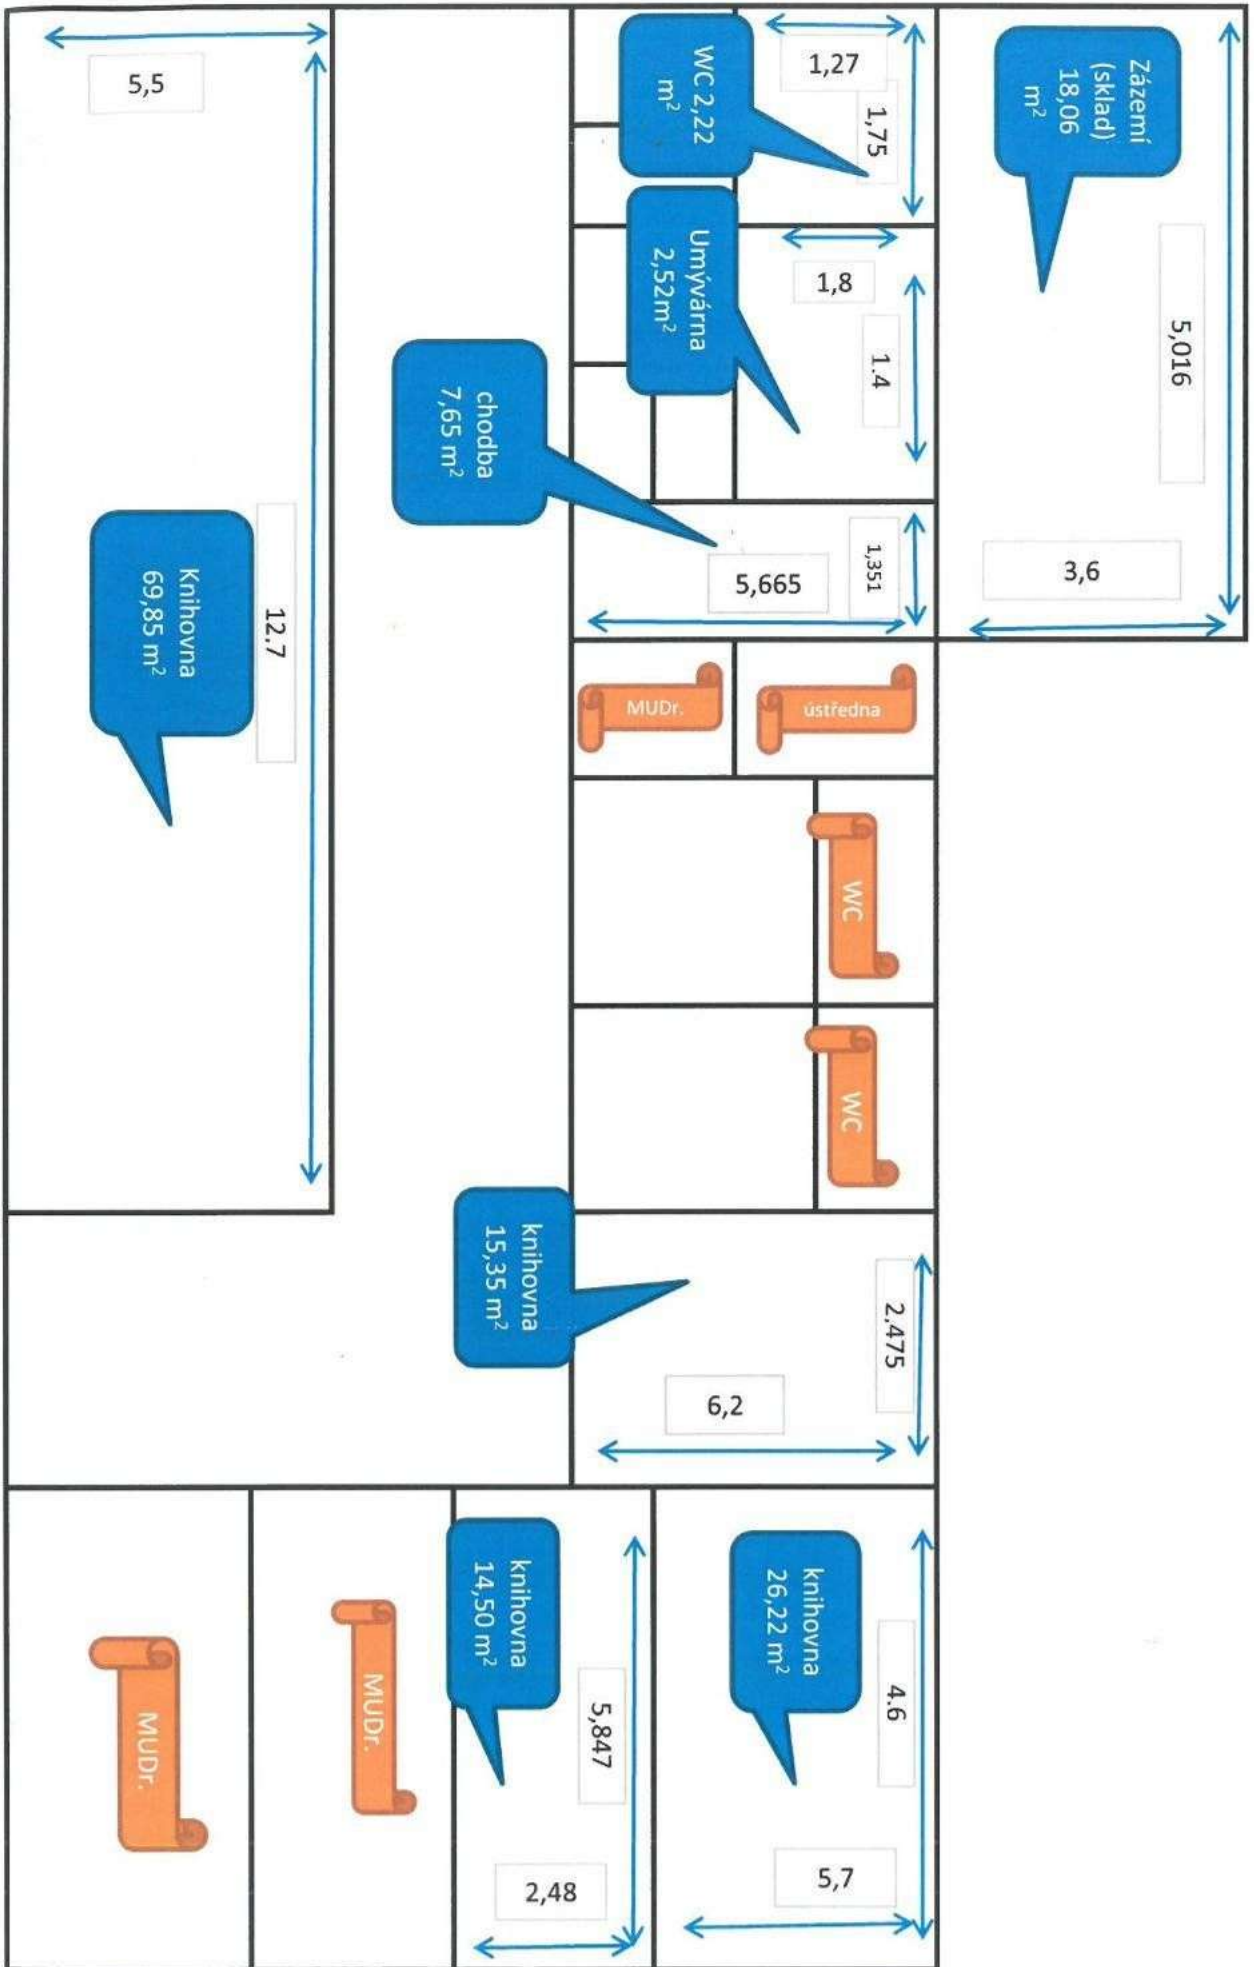 Zázemí
(sklad)
18,06
m²
5,016
3,6
WC 2,22
m²
1,27
1,75
Umývárna
2,52m²
1,8
1.4
chodba
7,65 m²
5,665
1,351
5,5
12.7
Knihovna
69,85 m²
MUDr.
ústředna
WC
WC
knihovna
15,35 m²
2.475
6,2
knihovna
14,50 m²
5,847
2,48
knihovna
26,22 m²
4.6
5,7
MUDr.
MUDr.